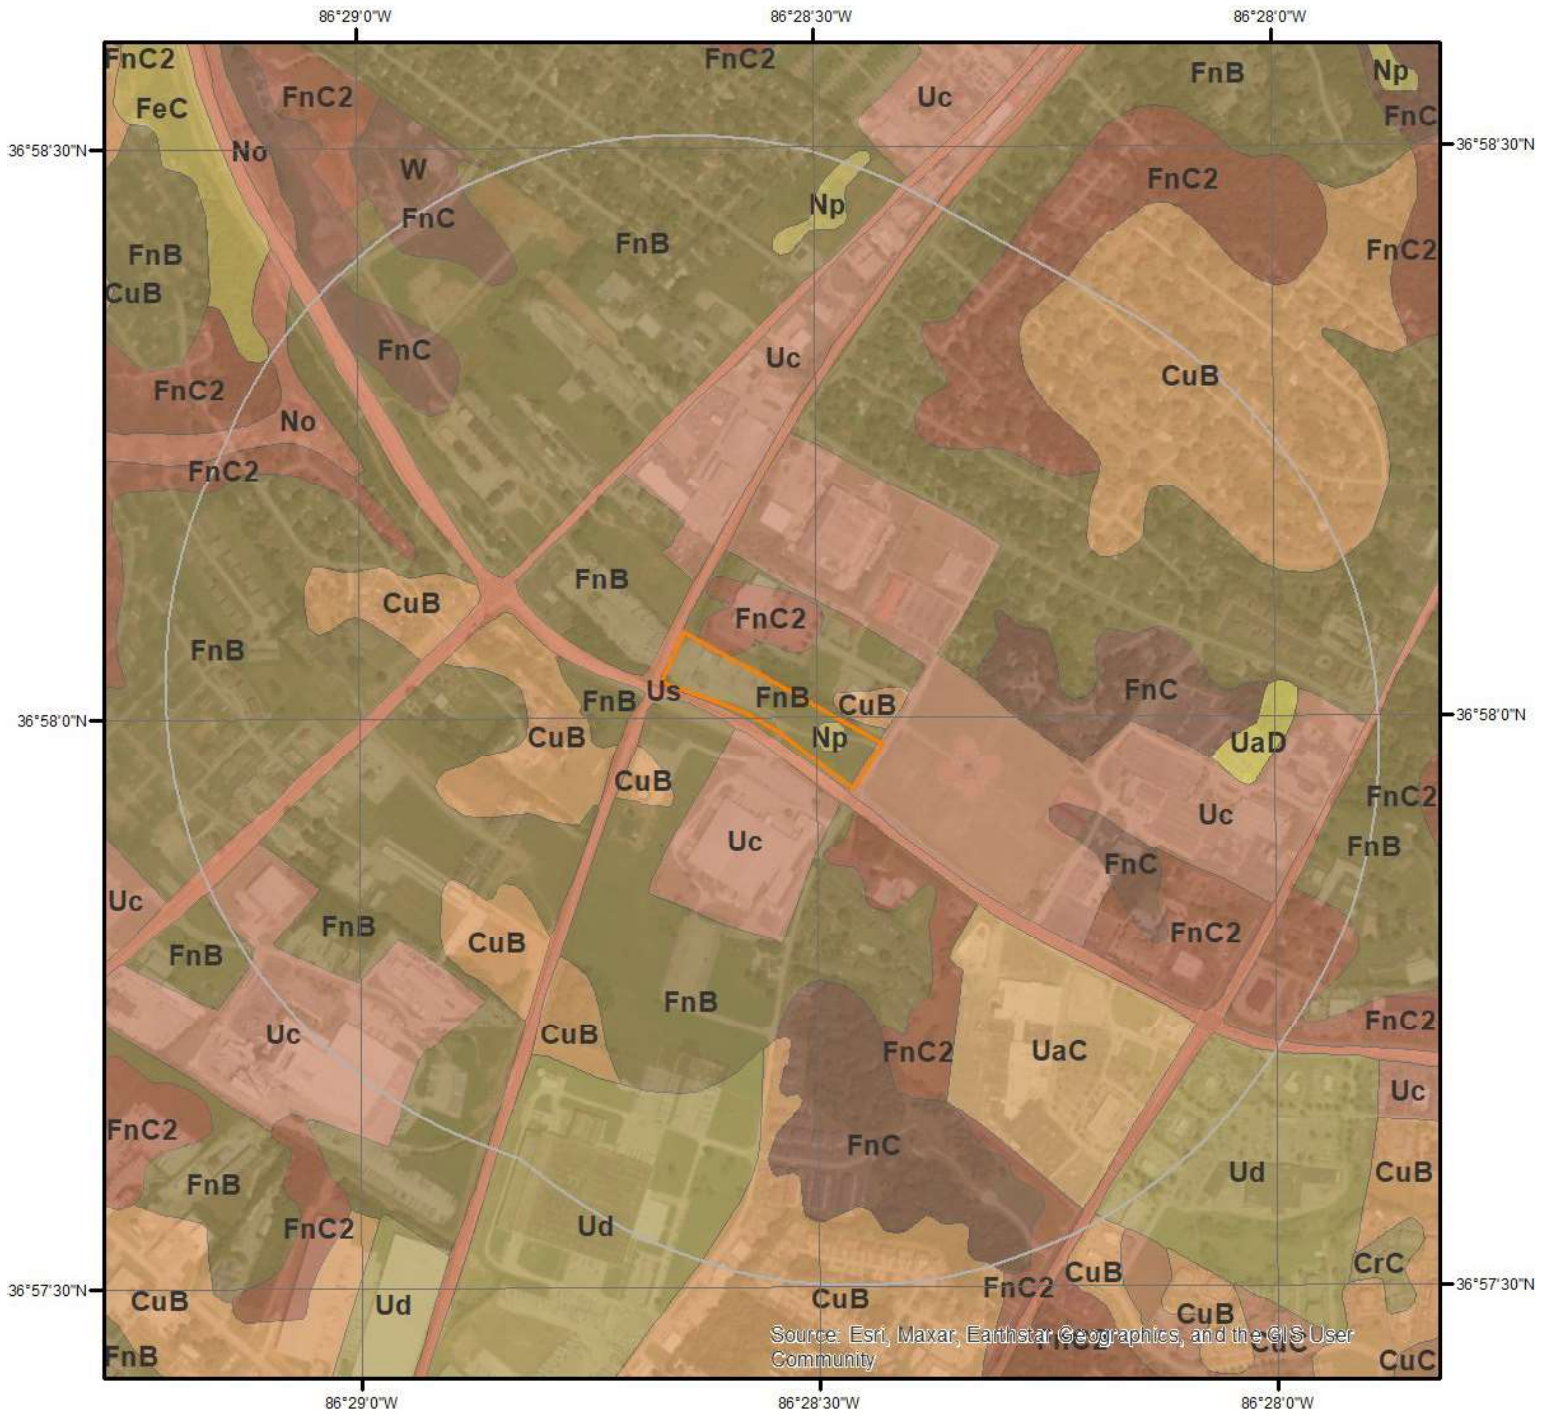 86°29'0"W 86°28'30"W 86°28'0"W
FnC2 FnC2 FnB Np
FnC2 Uc
FeC FnC
36°58'30"N No 36°58'30"N
W FnC2
FnC Np
FnB FnB FnC2
CuB
FnC Uc
FnC2 CuB
No
FnC2
FnB
CuB FnC2
FnB
FnB Us FnB CuB FnC
36°58'0"N 36°58'0"N
CuB Np UaD
CuB FnC2
Uc Uc FnB
FnC
Uc
FnB CuB FnC2
FnB
FnB
Uc CuB FnC2 UaC FnC2
Uc
FnC2 FnC
FnB Ud CuB
FnC2 Ud
CrC
36°57'30"N FnC2 CuB 36°57'30"N
CuB Ud CuB CuB
Source: Esri, Maxar, Earthstar Geographics, and the GIS User
Community
FnB FnC2 CuC CuC
86°29'0"W 86°28'30"W 86°28'0"W